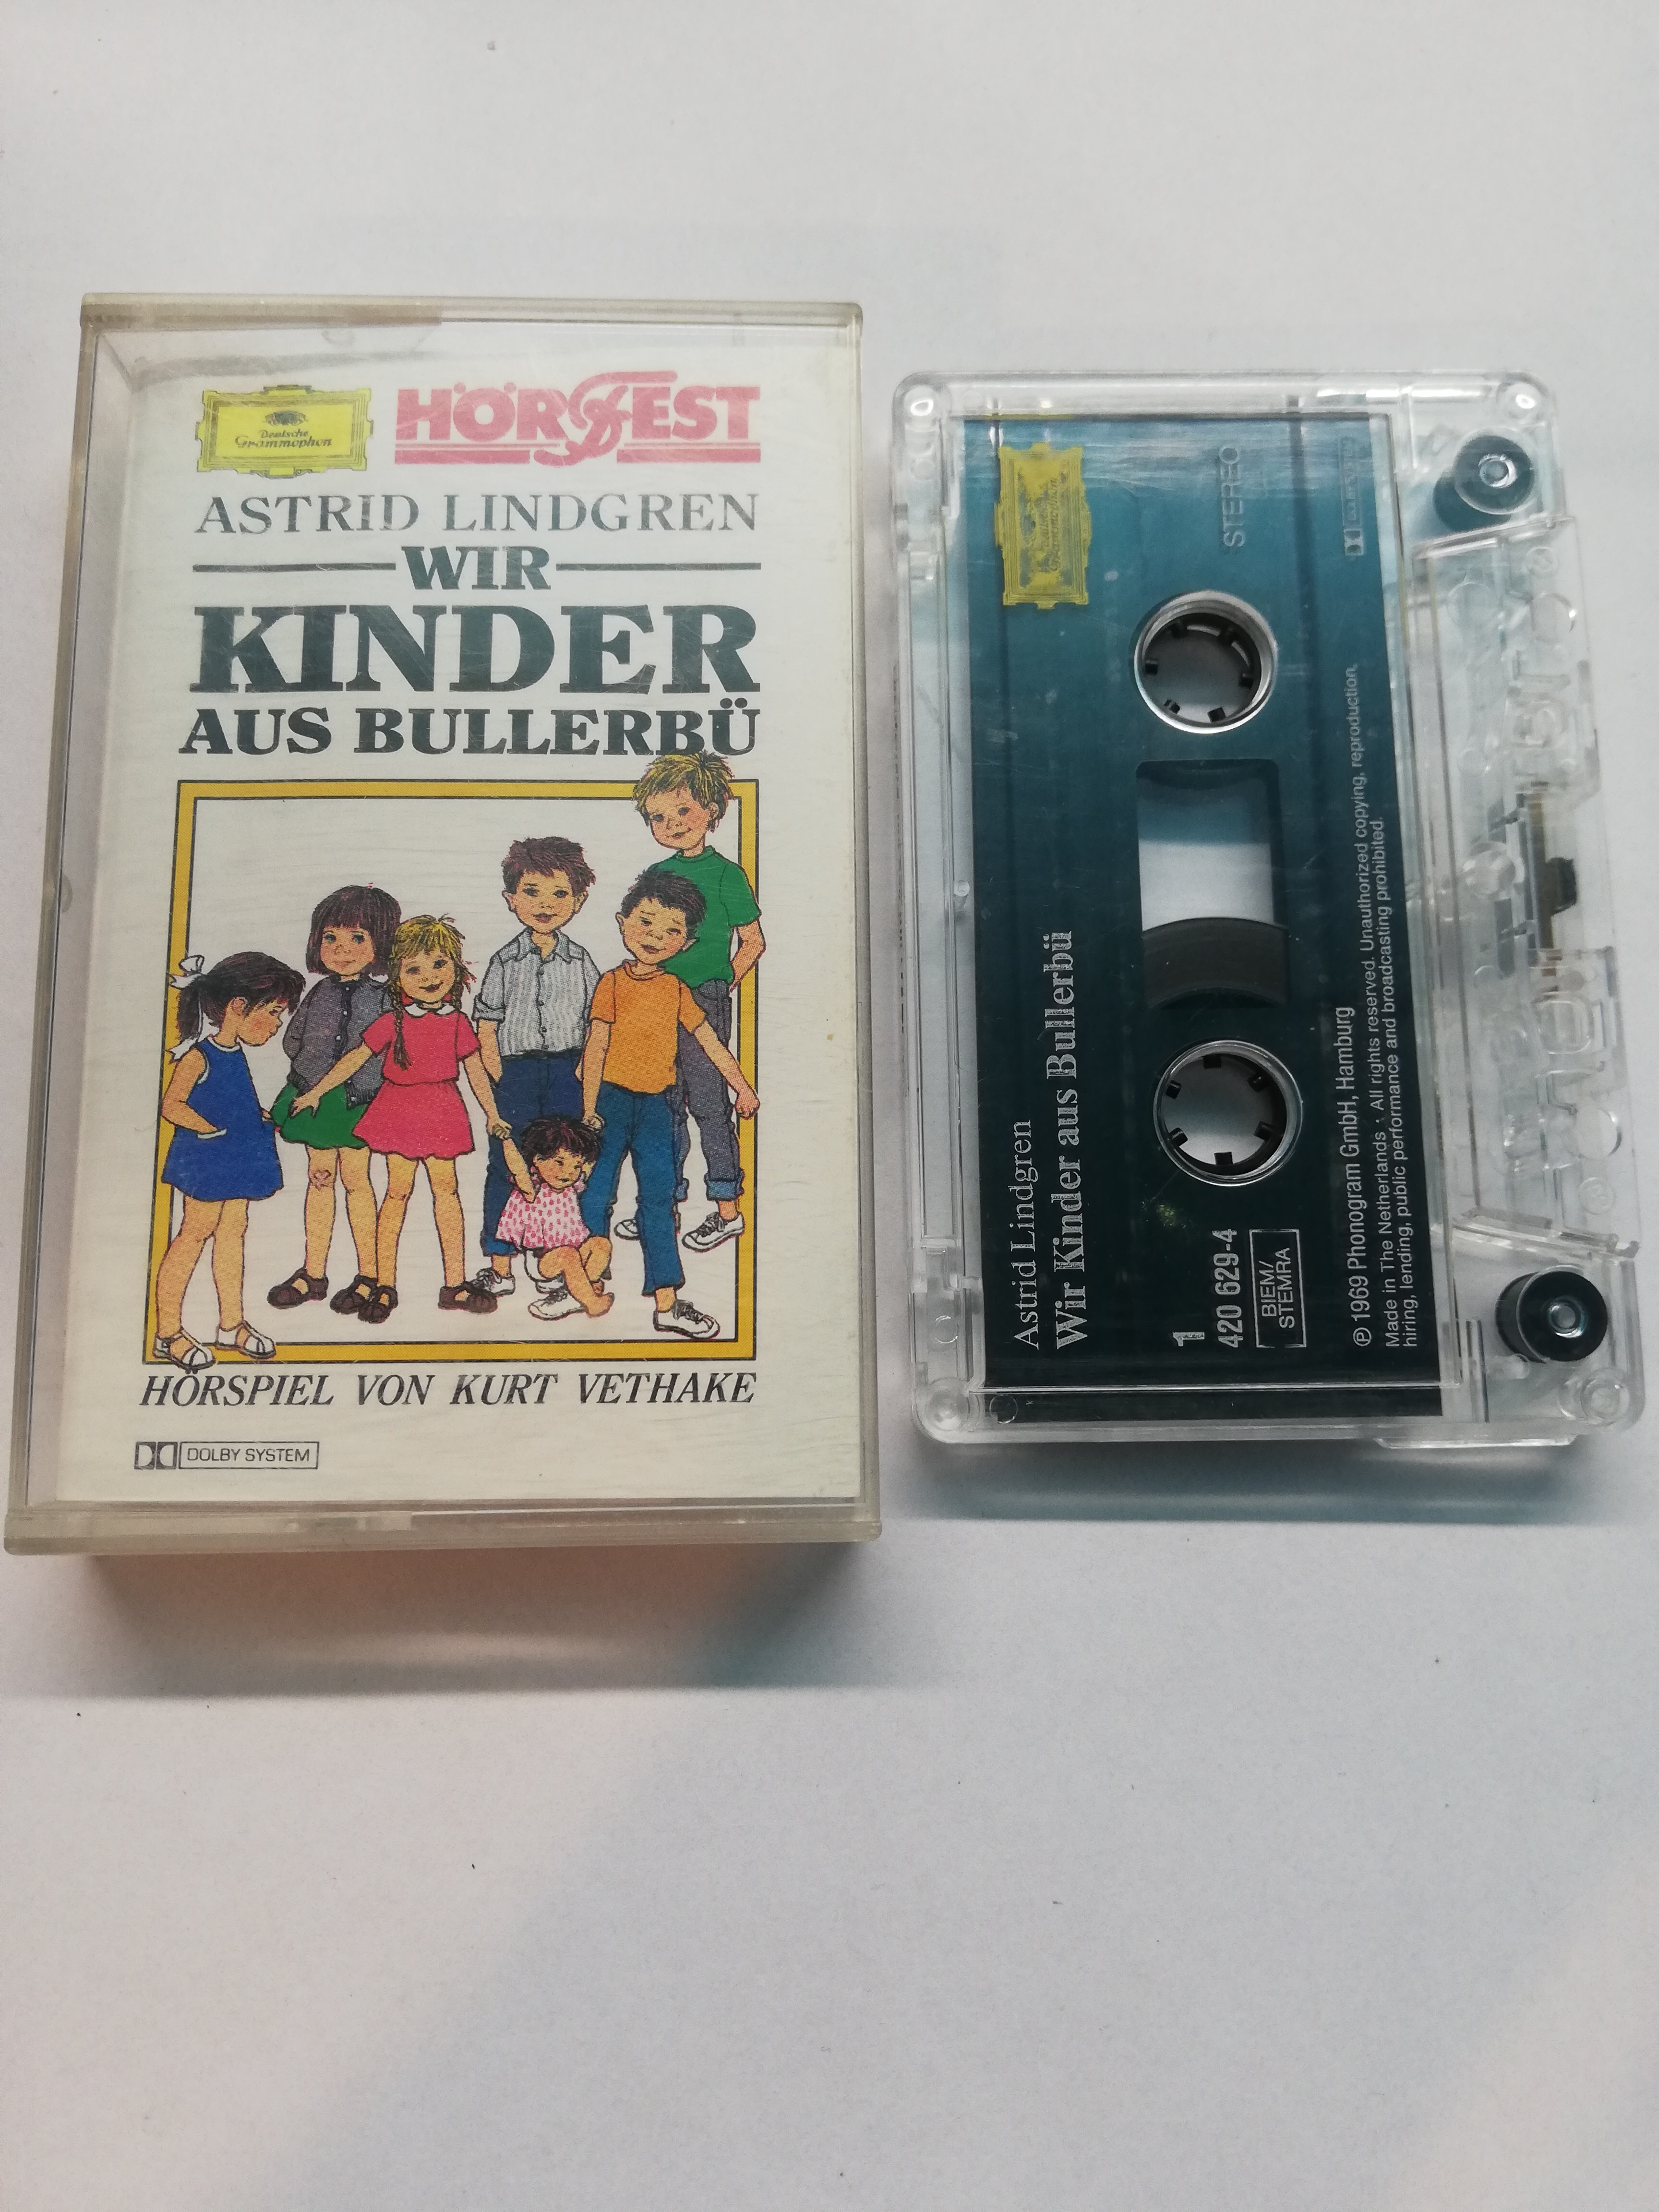 Deutsche
Grammophon
HÖRFEST
ASTRID LINDGREN
WIR
KINDER
AUS BULLERBÜ
HÖRSPIEL VON KURT VETHAKE
DOLBY SYSTEM
Astrid Lindgren
Wir Kinder aus Bullerbü
Deutsche
Grammophon
STEREO
1
420 629-4
BIEM/
STEMRA
℗ 1969 Phonogram GmbH, Hamburg
Made in The Netherlands · All rights reserved. Unauthorized copying, reproduction,
hiring, lending, public performance and broadcasting prohibited.